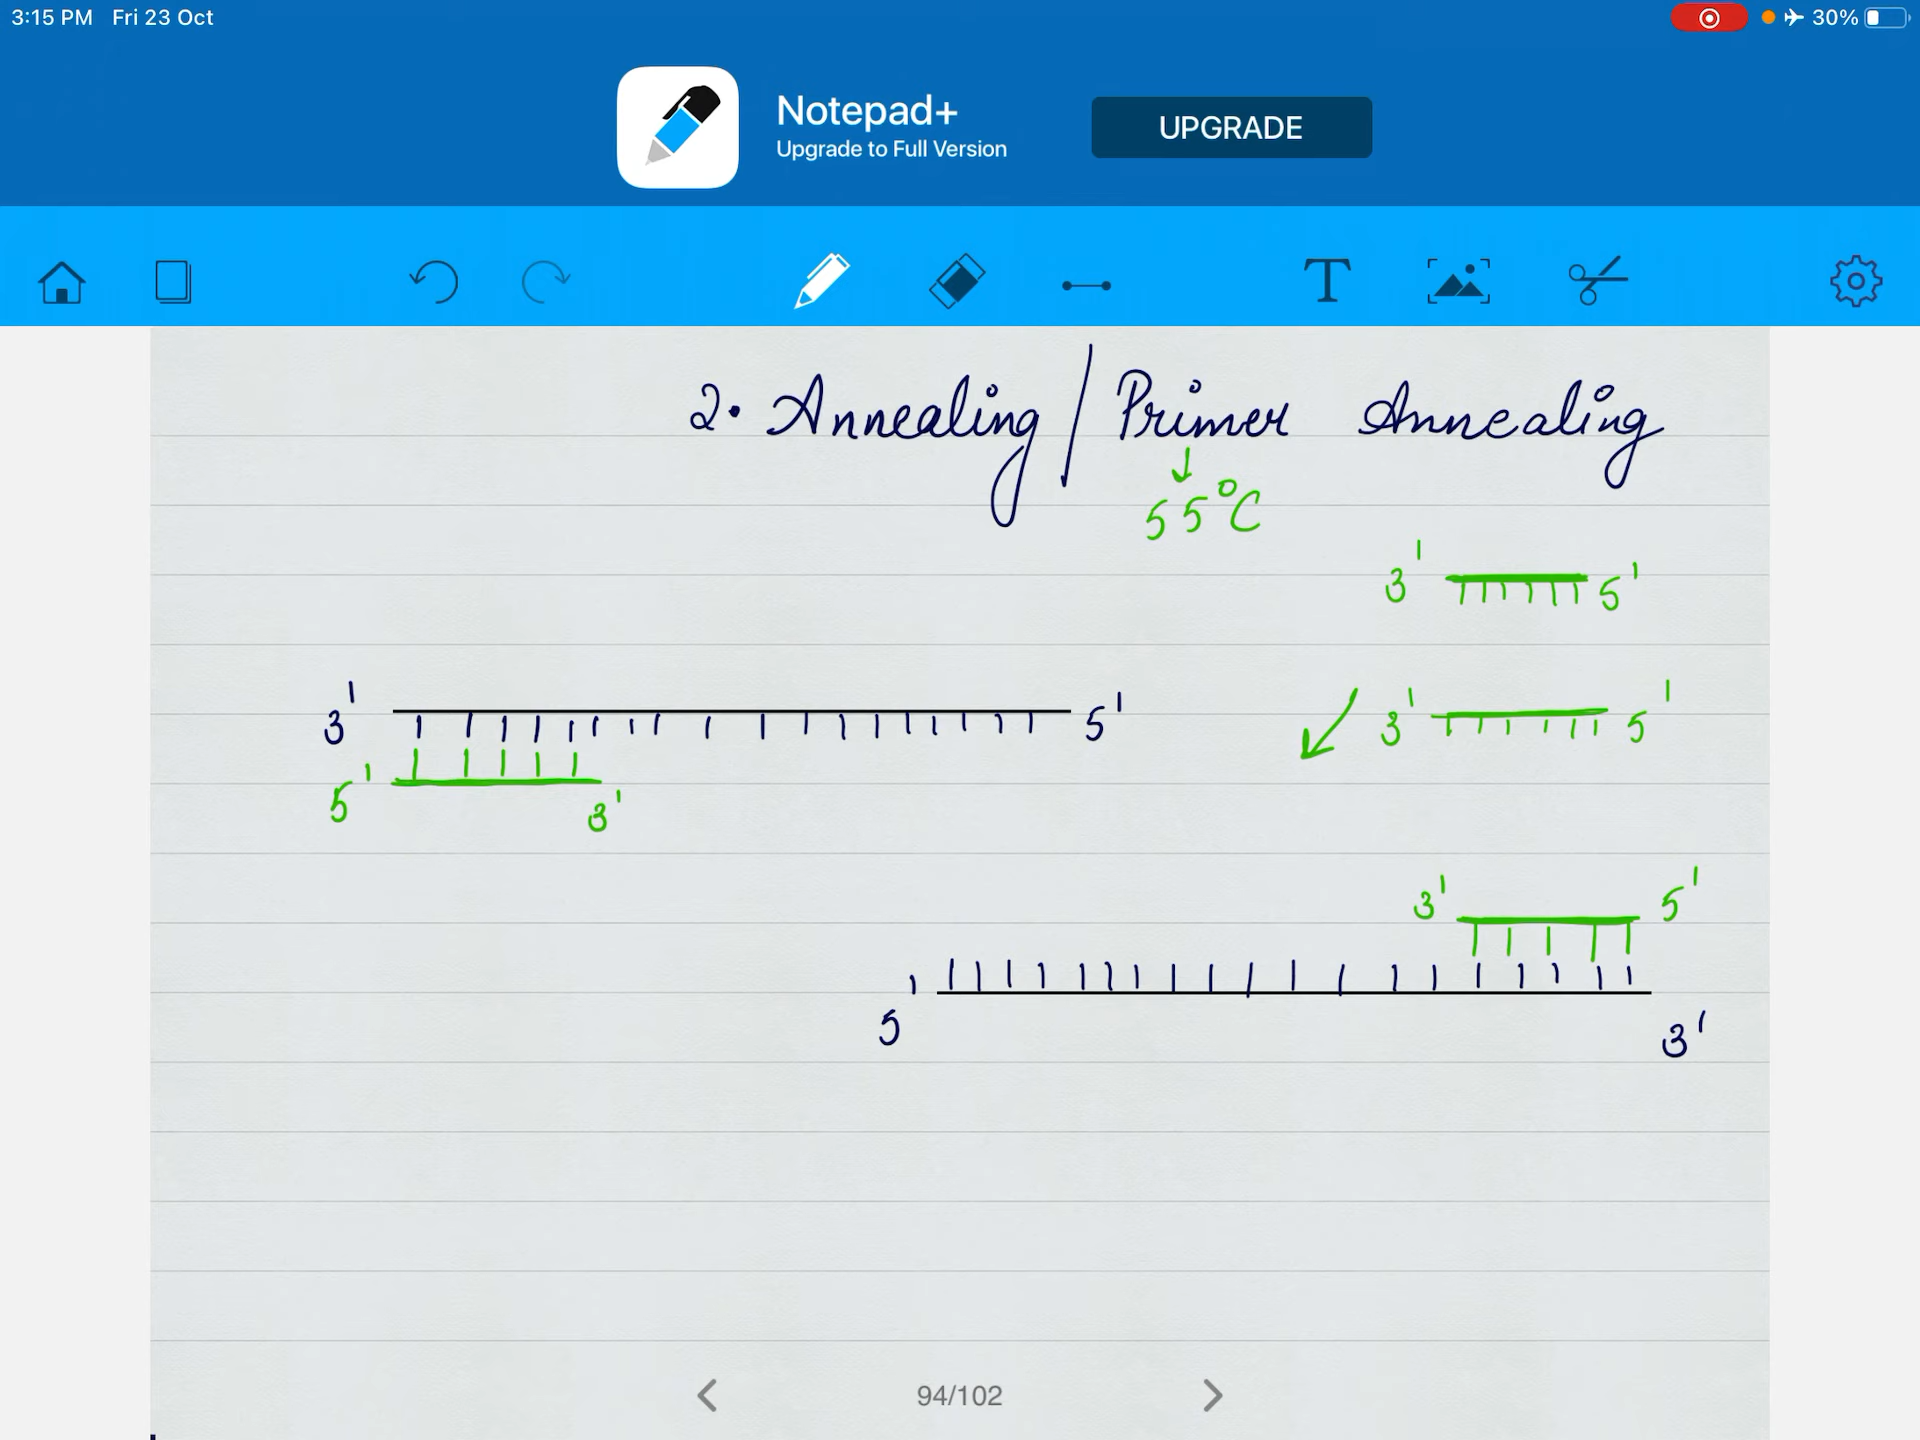 3:15 PM Fri 23 Oct
30%
Notepad+
Upgrade to Full Version
UPGRADE
T
2. Annealing / Primer Annealing
↓
55°C
3' 5'
3' 5'
3' 5'
5' 3'
3' 5'
5' 3'
94/102